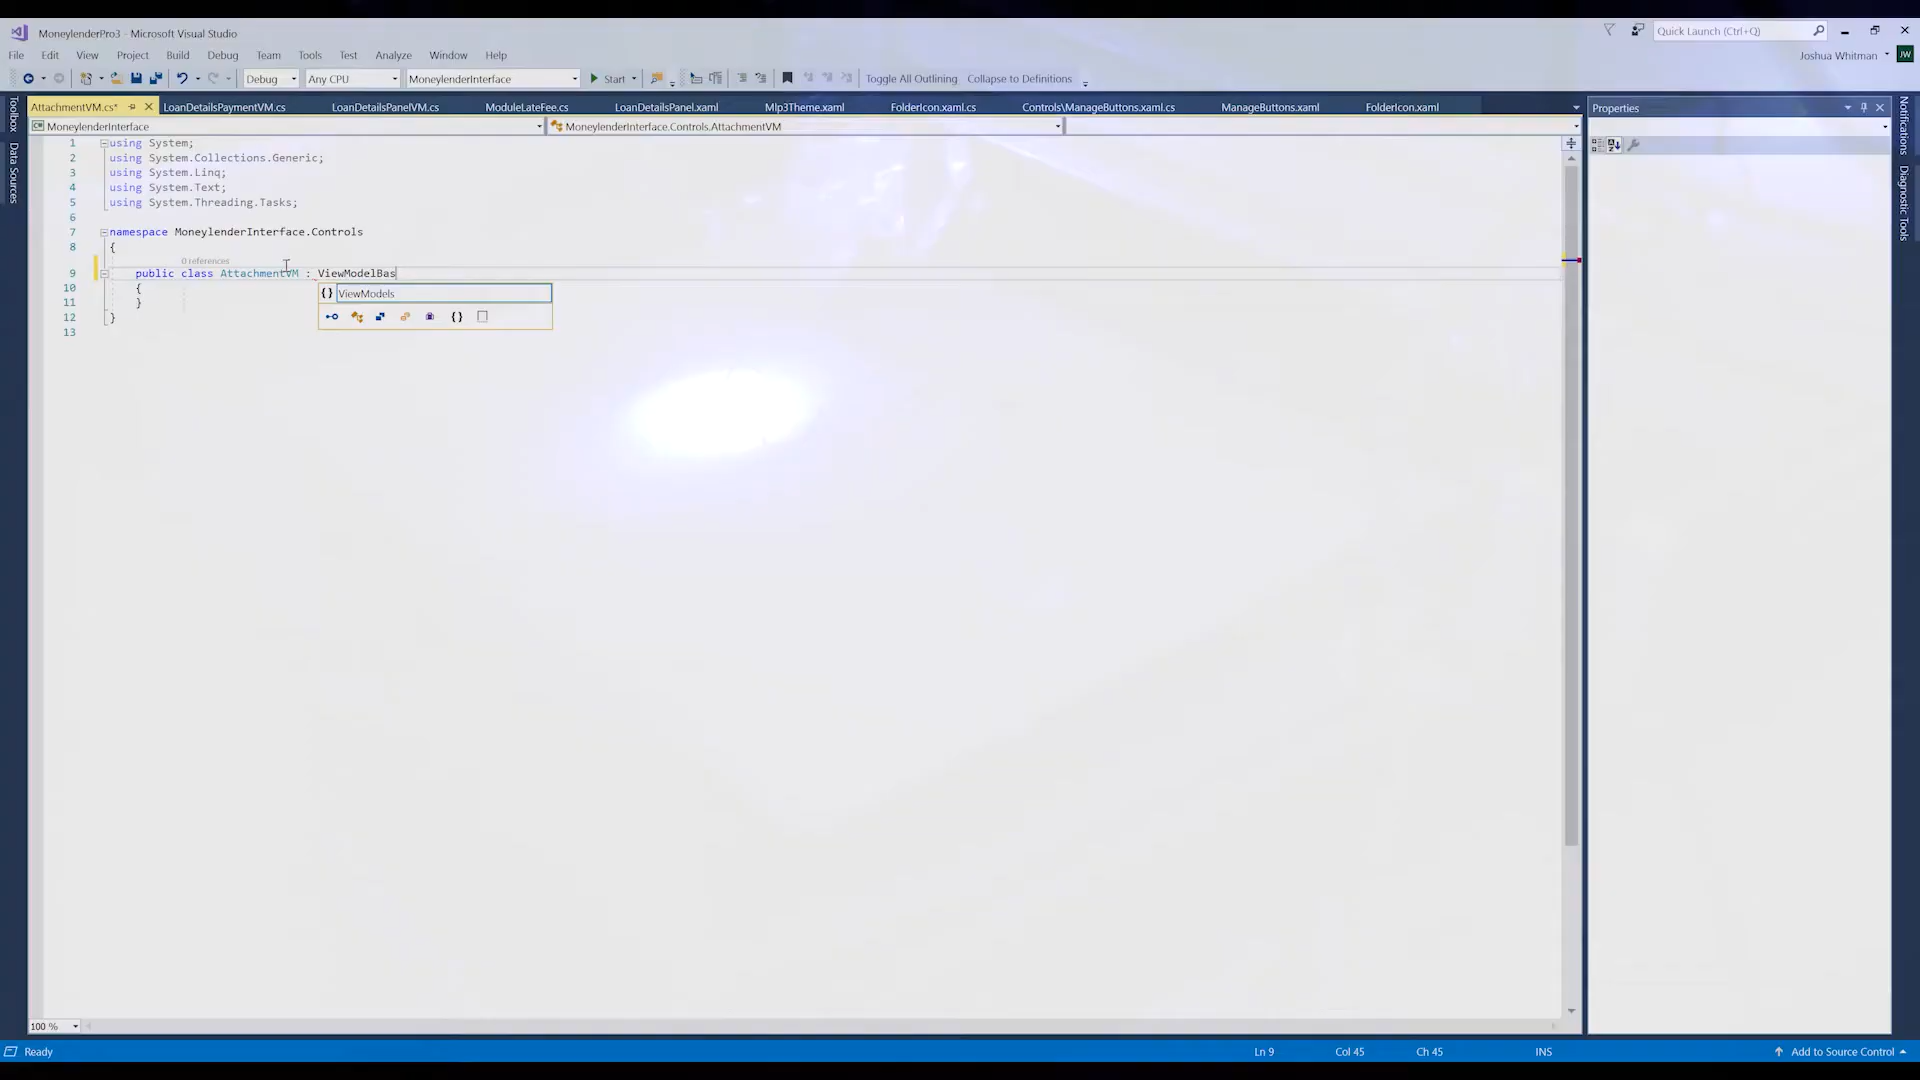 MoneylenderPro3 - Microsoft Visual Studio
Quick Launch (Ctrl+Q)
File Edit View Project Build Debug Team Tools Test Analyze Window Help
Joshua Whitman JW
Debug Any CPU MoneylenderInterface Start Toggle All Outlining Collapse to Definitions
AttachmentVM.cs* LoanDetailsPaymentVM.cs LoanDetailsPanelVM.cs ModuleLateFee.cs LoanDetailsPanel.xaml Mlp3Theme.xaml FolderIcon.xaml.cs Controls\ManageButtons.xaml.cs ManageButtons.xaml FolderIcon.xaml
Properties
MoneylenderInterface MoneylenderInterface.Controls.AttachmentVM
Toolbox
Data Sources
Notifications
Diagnostic Tools
1 using System;
2 using System.Collections.Generic;
3 using System.Linq;
4 using System.Text;
5 using System.Threading.Tasks;
6
7 namespace MoneylenderInterface.Controls
8 {
0 references
9 public class AttachmentVM : ViewModelBas
10 {
11 }
12 }
13
{} ViewModels
{}
100 %
Ready Ln 9 Col 45 Ch 45 INS Add to Source Control